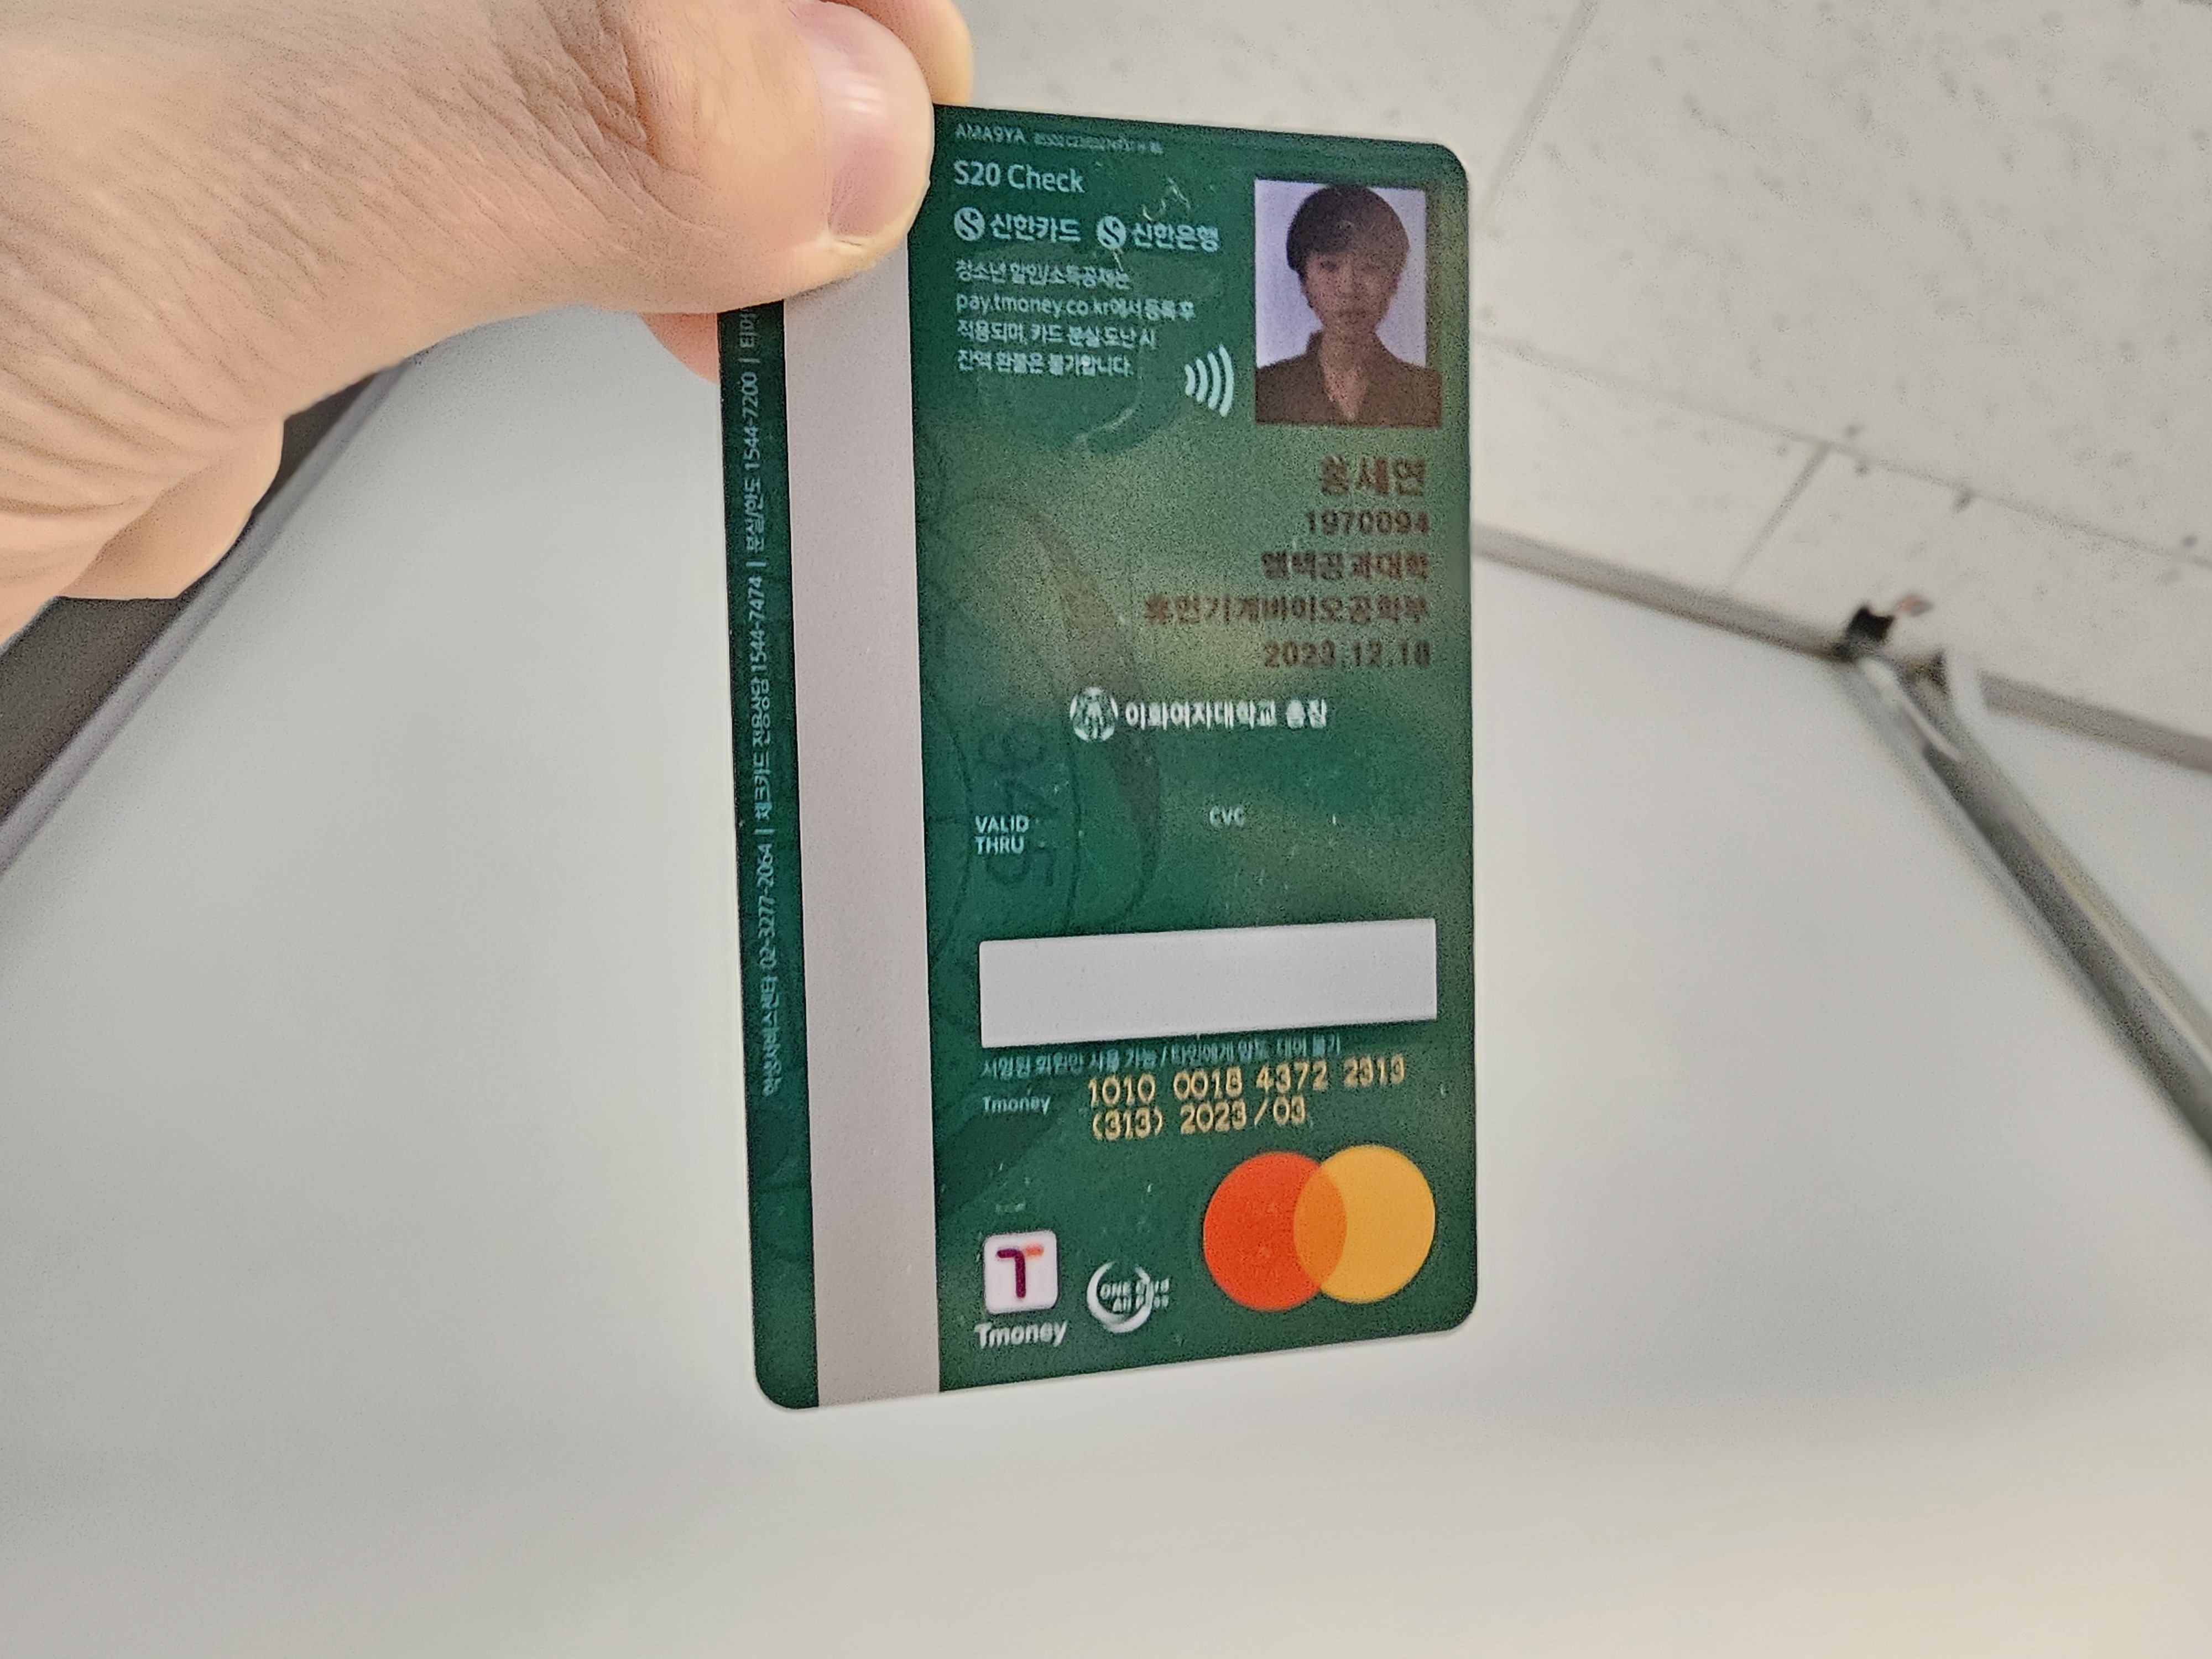 AMA9YA
S20 Check
신한카드 신한은행
청소년 할인/소득공제는
pay.tmoney.co.kr에서 등록 후
적용되며, 카드 분실 도난 시
잔액 환불은 불가합니다.
세연
1970094
엘텍공과대학
휴먼기계바이오공학부
2023.12.18
이화여자대학교 총장
VALID
THRU
CVC
서명된 회원만 사용 가능 / 타인에게 양도, 대여 불가
Tmoney 1010 0018 4372 2313
(313) 2023/03
Tmoney
ONE Card
All Pass
학생서비스센터 02-3277-2064 | 체크카드 전용상담 1544-7474 | 분실/한도 1544-7200 |